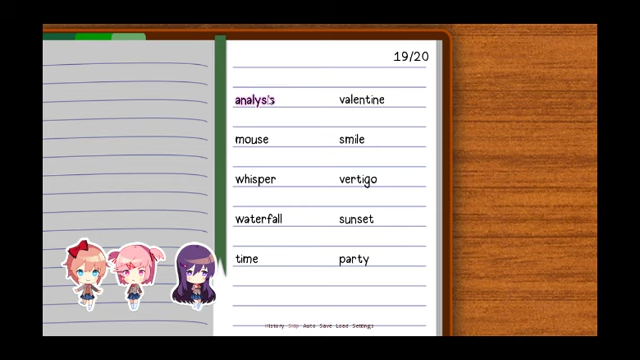 19/20
analysis valentine
mouse smile
whisper vertigo
waterfall sunset
time party
History Skip Auto Save Load Settings